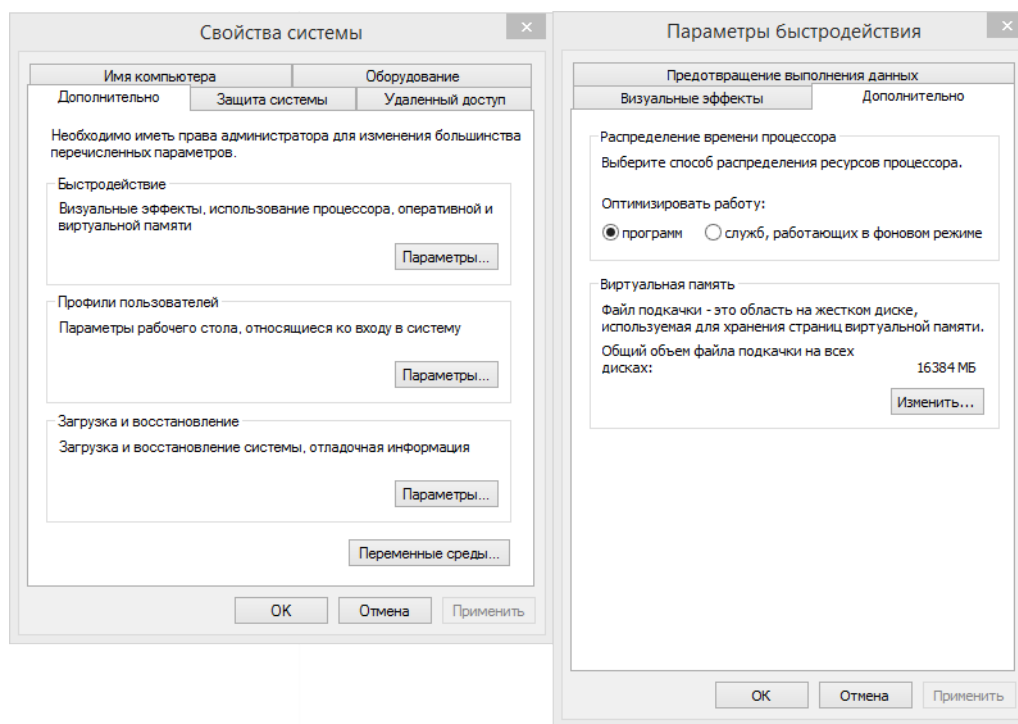 Свойства системы
Имя компьютера
Оборудование
Дополнительно
Защита системы
Удаленный доступ
Необходимо иметь права администратора для изменения большинства
перечисленных параметров.
Быстродействие
Визуальные эффекты, использование процессора, оперативной и
виртуальной памяти
Параметры...
Профили пользователей
Параметры рабочего стола, относящиеся ко входу в систему
Параметры...
Загрузка и восстановление
Загрузка и восстановление системы, отладочная информация
Параметры...
Переменные среды...
OK
Отмена
Применить
Параметры быстродействия
Предотвращение выполнения данных
Визуальные эффекты
Дополнительно
Распределение времени процессора
Выберите способ распределения ресурсов процессора.
Оптимизировать работу:
программ
служб, работающих в фоновом режиме
Виртуальная память
Файл подкачки - это область на жестком диске,
используемая для хранения страниц виртуальной памяти.
Общий объем файла подкачки на всех
дисках:
16384 МБ
Изменить...
OK
Отмена
Применить